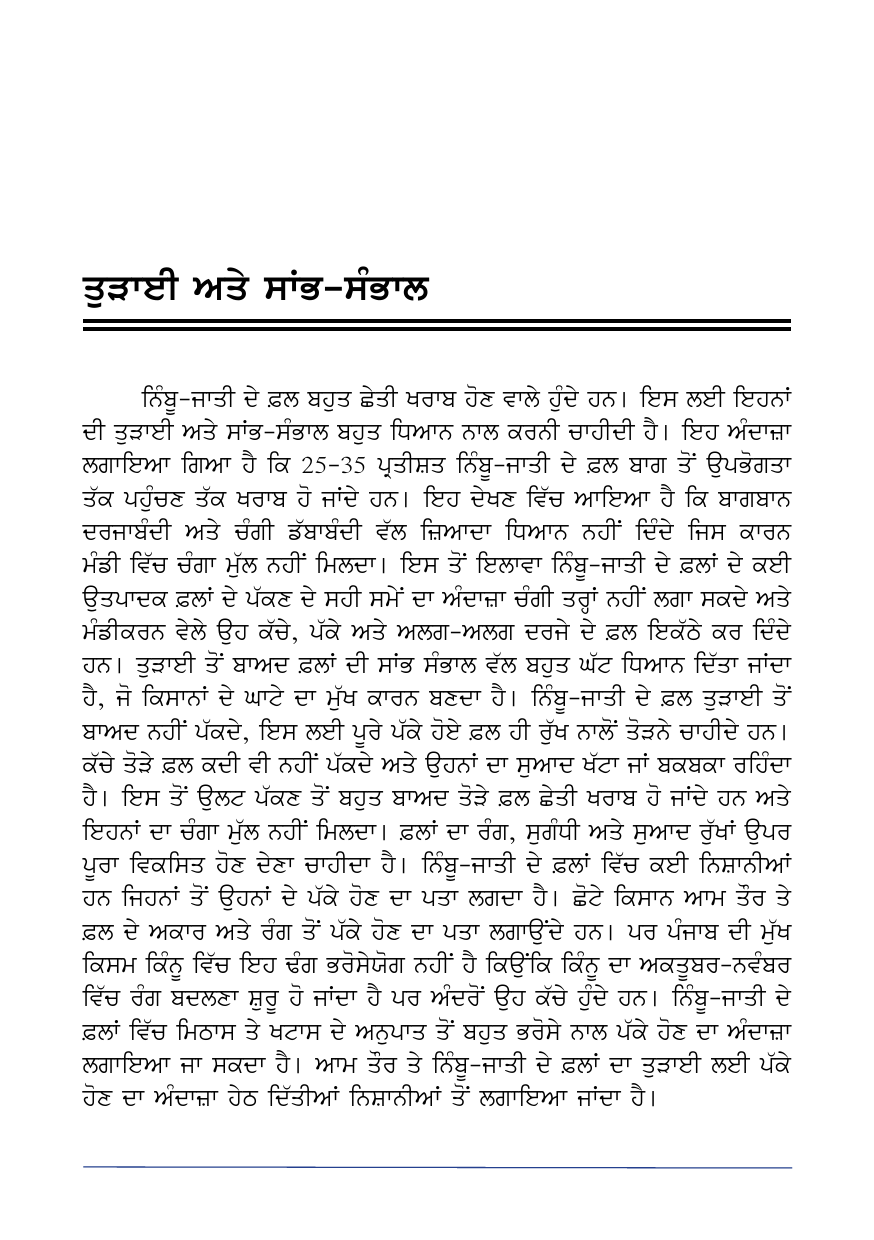 ਤੁੜਾਈ ਅਤੇ ਸਾਂਭ-ਸੰਭਾਲ
ਨਿੰਬੂ-ਜਾਤੀ ਦੇ ਫ਼ਲ ਬਹੁਤ ਛੇਤੀ ਖਰਾਬ ਹੋਣ ਵਾਲੇ ਹੁੰਦੇ ਹਨ। ਇਸ ਲਈ ਇਹਨਾਂ
ਦੀ ਤੁੜਾਈ ਅਤੇ ਸਾਂਭ-ਸੰਭਾਲ ਬਹੁਤ ਧਿਆਨ ਨਾਲ ਕਰਨੀ ਚਾਹੀਦੀ ਹੈ। ਇਹ ਅੰਦਾਜ਼ਾ
ਲਗਾਇਆ ਗਿਆ ਹੈ ਕਿ 25-35 ਪ੍ਰਤੀਸ਼ਤ ਨਿੰਬੂ-ਜਾਤੀ ਦੇ ਫ਼ਲ ਬਾਗ ਤੋਂ ਉਪਭੋਗਤਾ
ਤੱਕ ਪਹੁੰਚਣ ਤੱਕ ਖਰਾਬ ਹੋ ਜਾਂਦੇ ਹਨ। ਇਹ ਦੇਖਣ ਵਿੱਚ ਆਇਆ ਹੈ ਕਿ ਬਾਗਬਾਨ
ਦਰਜਾਬੰਦੀ ਅਤੇ ਚੰਗੀ ਡੱਬਾਬੰਦੀ ਵੱਲ ਜ਼ਿਆਦਾ ਧਿਆਨ ਨਹੀਂ ਦਿੰਦੇ ਜਿਸ ਕਾਰਨ
ਮੰਡੀ ਵਿੱਚ ਚੰਗਾ ਮੁੱਲ ਨਹੀਂ ਮਿਲਦਾ। ਇਸ ਤੋਂ ਇਲਾਵਾ ਨਿੰਬੂ-ਜਾਤੀ ਦੇ ਫ਼ਲਾਂ ਦੇ ਕਈ
ਉਤਪਾਦਕ ਫ਼ਲਾਂ ਦੇ ਪੱਕਣ ਦੇ ਸਹੀ ਸਮੇਂ ਦਾ ਅੰਦਾਜ਼ਾ ਚੰਗੀ ਤਰ੍ਹਾਂ ਨਹੀਂ ਲਗਾ ਸਕਦੇ ਅਤੇ
ਮੰਡੀਕਰਨ ਵੇਲੇ ਉਹ ਕੱਚੇ, ਪੱਕੇ ਅਤੇ ਅਲਗ-ਅਲਗ ਦਰਜੇ ਦੇ ਫ਼ਲ ਇਕੱਠੇ ਕਰ ਦਿੰਦੇ
ਹਨ। ਤੁੜਾਈ ਤੋਂ ਬਾਅਦ ਫ਼ਲਾਂ ਦੀ ਸਾਂਭ ਸੰਭਾਲ ਵੱਲ ਬਹੁਤ ਘੱਟ ਧਿਆਨ ਦਿੱਤਾ ਜਾਂਦਾ
ਹੈ, ਜੋ ਕਿਸਾਨਾਂ ਦੇ ਘਾਟੇ ਦਾ ਮੁੱਖ ਕਾਰਨ ਬਣਦਾ ਹੈ। ਨਿੰਬੂ-ਜਾਤੀ ਦੇ ਫ਼ਲ ਤੁੜਾਈ ਤੋਂ
ਬਾਅਦ ਨਹੀਂ ਪੱਕਦੇ, ਇਸ ਲਈ ਪੂਰੇ ਪੱਕੇ ਹੋਏ ਫ਼ਲ ਹੀ ਰੁੱਖ ਨਾਲੋਂ ਤੋੜਨੇ ਚਾਹੀਦੇ ਹਨ।
ਕੱਚੇ ਤੋੜੇ ਫ਼ਲ ਕਦੀ ਵੀ ਨਹੀਂ ਪੱਕਦੇ ਅਤੇ ਉਹਨਾਂ ਦਾ ਸੁਆਦ ਖੱਟਾ ਜਾਂ ਬਕਬਕਾ ਰਹਿੰਦਾ
ਹੈ। ਇਸ ਤੋਂ ਉਲਟ ਪੱਕਣ ਤੋਂ ਬਹੁਤ ਬਾਅਦ ਤੋੜੇ ਫ਼ਲ ਛੇਤੀ ਖਰਾਬ ਹੋ ਜਾਂਦੇ ਹਨ ਅਤੇ
ਇਹਨਾਂ ਦਾ ਚੰਗਾ ਮੁੱਲ ਨਹੀਂ ਮਿਲਦਾ। ਫ਼ਲਾਂ ਦਾ ਰੰਗ, ਸੁਗੰਧੀ ਅਤੇ ਸੁਆਦ ਰੁੱਖਾਂ ਉਪਰ
ਪੂਰਾ ਵਿਕਸਿਤ ਹੋਣ ਦੇਣਾ ਚਾਹੀਦਾ ਹੈ। ਨਿੰਬੂ-ਜਾਤੀ ਦੇ ਫ਼ਲਾਂ ਵਿੱਚ ਕਈ ਨਿਸ਼ਾਨੀਆਂ
ਹਨ ਜਿਹਨਾਂ ਤੋਂ ਉਹਨਾਂ ਦੇ ਪੱਕੇ ਹੋਣ ਦਾ ਪਤਾ ਲਗਦਾ ਹੈ। ਛੋਟੇ ਕਿਸਾਨ ਆਮ ਤੌਰ ਤੇ
ਫ਼ਲ ਦੇ ਅਕਾਰ ਅਤੇ ਰੰਗ ਤੋਂ ਪੱਕੇ ਹੋਣ ਦਾ ਪਤਾ ਲਗਾਉਂਦੇ ਹਨ। ਪਰ ਪੰਜਾਬ ਦੀ ਮੁੱਖ
ਕਿਸਮ ਕਿੰਨੂ ਵਿੱਚ ਇਹ ਢੰਗ ਭਰੋਸੇਯੋਗ ਨਹੀਂ ਹੈ ਕਿਉਂਕਿ ਕਿੰਨੂ ਦਾ ਅਕਤੂਬਰ-ਨਵੰਬਰ
ਵਿੱਚ ਰੰਗ ਬਦਲਣਾ ਸ਼ੁਰੂ ਹੋ ਜਾਂਦਾ ਹੈ ਪਰ ਅੰਦਰੋਂ ਉਹ ਕੱਚੇ ਹੁੰਦੇ ਹਨ। ਨਿੰਬੂ-ਜਾਤੀ ਦੇ
ਫ਼ਲਾਂ ਵਿੱਚ ਮਿਠਾਸ ਤੇ ਖਟਾਸ ਦੇ ਅਨੁਪਾਤ ਤੋਂ ਬਹੁਤ ਭਰੋਸੇ ਨਾਲ ਪੱਕੇ ਹੋਣ ਦਾ ਅੰਦਾਜ਼ਾ
ਲਗਾਇਆ ਜਾ ਸਕਦਾ ਹੈ। ਆਮ ਤੌਰ ਤੇ ਨਿੰਬੂ-ਜਾਤੀ ਦੇ ਫ਼ਲਾਂ ਦਾ ਤੁੜਾਈ ਲਈ ਪੱਕੇ
ਹੋਣ ਦਾ ਅੰਦਾਜ਼ਾ ਹੇਠ ਦਿੱਤੀਆਂ ਨਿਸ਼ਾਨੀਆਂ ਤੋਂ ਲਗਾਇਆ ਜਾਂਦਾ ਹੈ।